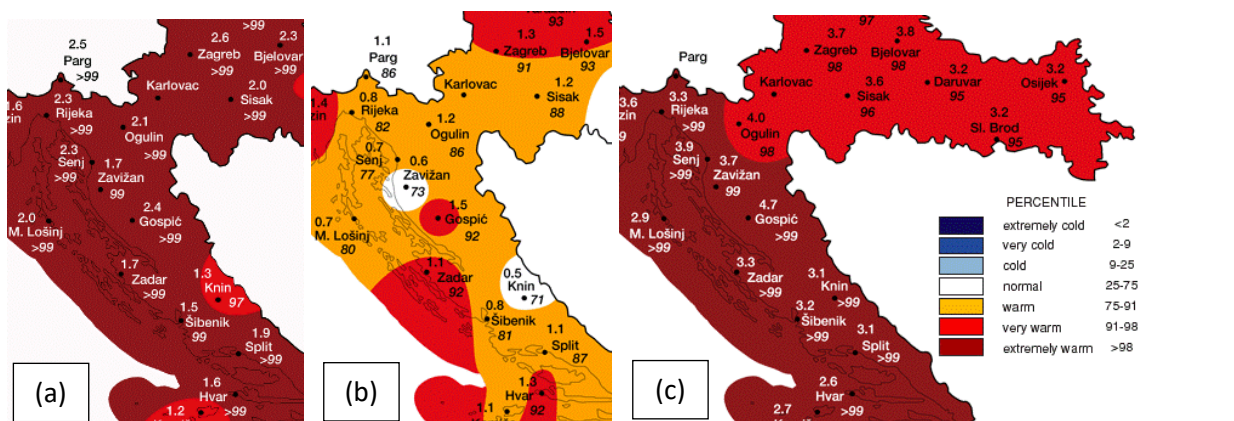 2.5
Parg
>99
2.6
Zagreb
>99
2.3
Bjelovar
>99
Karlovac
2.0
Sisak
>99
1.6
zin
2.3
Rijeka
>99
2.1
Ogulin
>99
2.3
Senj
>99
1.7
Zavižan
99
2.4
Gospić
>99
2.0
M. Lošinj
>99
1.7
Zadar
>99
1.3
Knin
97
1.5
Šibenik
99
1.9
Split
>99
1.6
Hvar
>99
1.2
(a)
93
1.1
Parg
86
1.3
Zagreb
91
1.5
Bjelovar
93
Karlovac
1.2
Sisak
88
1.4
zin
0.8
Rijeka
82
1.2
Ogulin
86
0.7
Senj
77
0.6
Zavižan
73
1.5
Gospić
92
0.7
M. Lošinj
80
1.1
Zadar
92
0.5
Knin
71
0.8
Šibenik
81
1.1
Split
87
1.3
Hvar
92
1.1
(b)
97
Parg
3.7
Zagreb
98
3.8
Bjelovar
98
Karlovac
3.6
Sisak
96
3.2
Daruvar
95
3.2
Osijek
95
3.2
Sl. Brod
95
3.6
zin
3.3
Rijeka
>99
4.0
Ogulin
98
3.9
Senj
>99
3.7
Zavižan
99
4.7
Gospić
>99
2.9
M. Lošinj
>99
3.3
Zadar
>99
3.1
Knin
>99
3.2
Šibenik
>99
3.1
Split
>99
2.6
Hvar
>99
2.7
(c)
PERCENTILE
extremely cold <2
very cold 2-9
cold 9-25
normal 25-75
warm 75-91
very warm 91-98
extremely warm >98